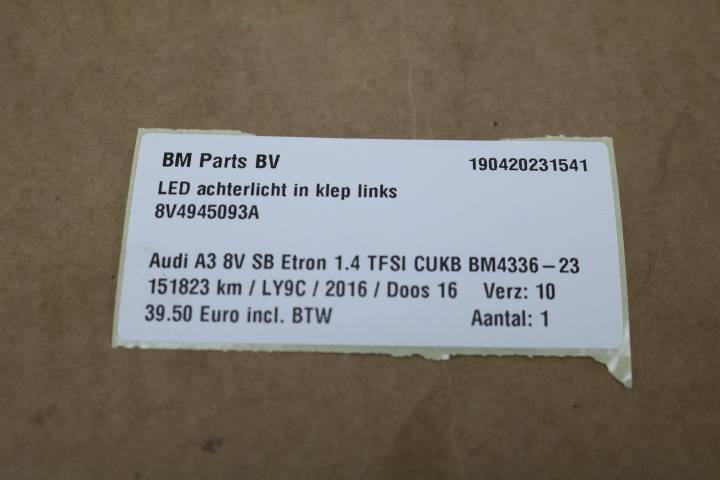 BM Parts BV 190420231541
LED achterlicht in klep links
8V4945093A
Audi A3 8V SB Etron 1.4 TFSI CUKB BM4336-23
151823 km / LY9C / 2016 / Doos 16 Verz: 10
39.50 Euro incl. BTW Aantal: 1